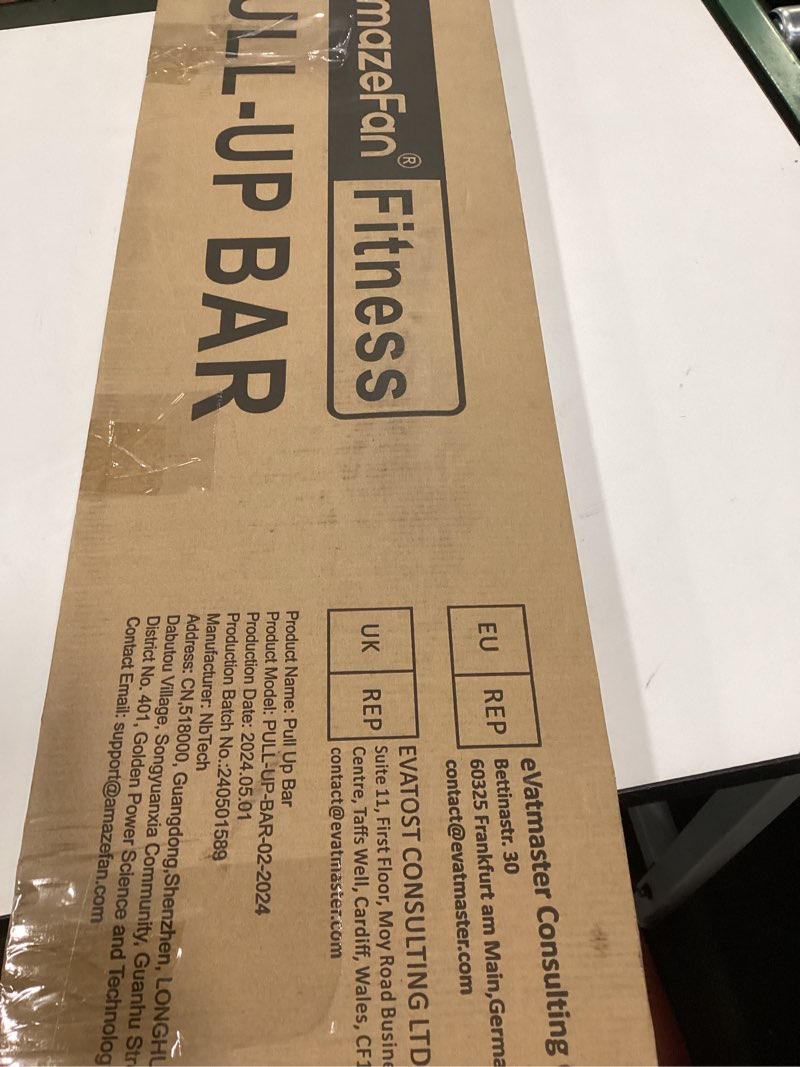 mazeFan® Fitness
ULL-UP BAR
EU REP
eVatmaster Consulting
Bettinastr. 30
60325 Frankfurt am Main,Germa
contact@evatmaster.com
UK REP
EVATOST CONSULTING LTD
Suite 11, First Floor, Moy Road Busine
Centre, Taffs Well, Cardiff, Wales, CF1
contact@evatmaster.com
Product Name: Pull Up Bar
Product Model: PULL-UP-BAR-02-2024
Production Date: 2024.05.01
Production Batch No.:240501589
Manufacturer: NbTech
Address: CN,518000, Guangdong,Shenzhen, LONGHU
Dabutou Village, Songyuanxia Community, Guanhu Str
District No. 401, Golden Power Science and Technolog
Contact Email: support@amazefan.com